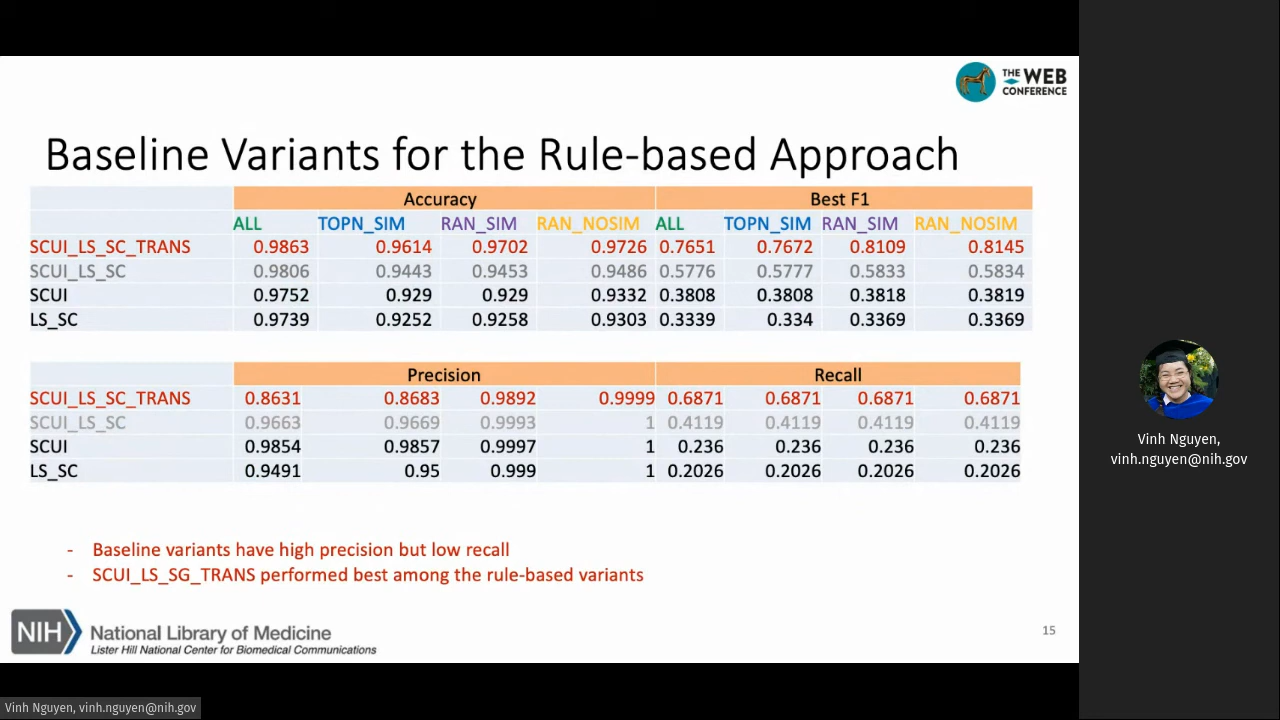 THE WEB
CONFERENCE
Baseline Variants for the Rule-based Approach
Accuracy Best F1
ALL TOPN_SIM RAN_SIM RAN_NOSIM ALL TOPN_SIM RAN_SIM RAN_NOSIM
SCUI_LS_SC_TRANS 0.9863 0.9614 0.9702 0.9726 0.7651 0.7672 0.8109 0.8145
SCUI_LS_SC 0.9806 0.9443 0.9453 0.9486 0.5776 0.5777 0.5833 0.5834
SCUI 0.9752 0.929 0.929 0.9332 0.3808 0.3808 0.3818 0.3819
LS_SC 0.9739 0.9252 0.9258 0.9303 0.3339 0.334 0.3369 0.3369
Precision Recall
SCUI_LS_SC_TRANS 0.8631 0.8683 0.9892 0.9999 0.6871 0.6871 0.6871 0.6871
SCUI_LS_SC 0.9663 0.9669 0.9993 1 0.4119 0.4119 0.4119 0.4119
SCUI 0.9854 0.9857 0.9997 1 0.236 0.236 0.236 0.236
LS_SC 0.9491 0.95 0.999 1 0.2026 0.2026 0.2026 0.2026
- Baseline variants have high precision but low recall
- SCUI_LS_SG_TRANS performed best among the rule-based variants
NIH National Library of Medicine
Lister Hill National Center for Biomedical Communications
15
Vinh Nguyen,
vinh.nguyen@nih.gov
Vinh Nguyen, vinh.nguyen@nih.gov